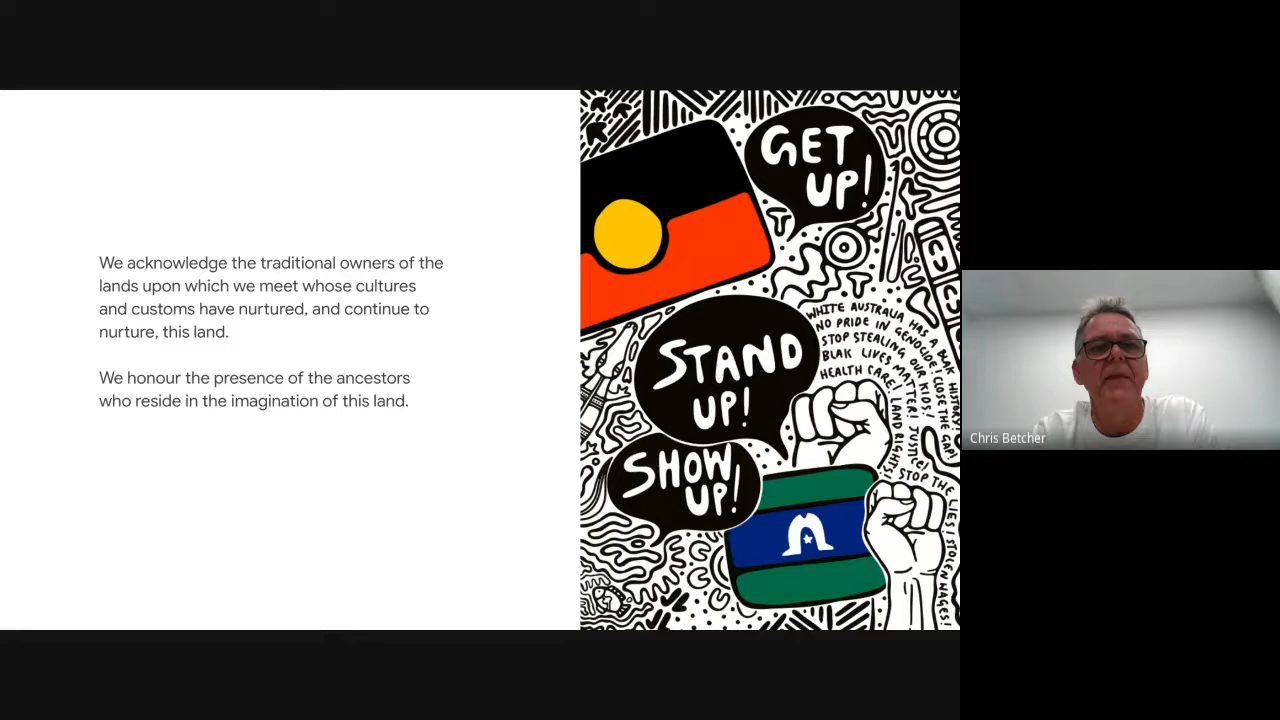 We acknowledge the traditional owners of the
lands upon which we meet whose cultures
and customs have nurtured, and continue to
nurture, this land.
We honour the presence of the ancestors
who reside in the imagination of this land.
GET
UP!
STAND
UP!
SHOW
UP!
WHITE AUSTRALIA HAS A BLAK HISTORY!
NO PRIDE IN GENOCIDE! CLOSE THE GAP!
STOP STEALING OUR KIDS!
BLAK LIVES MATTER! JUSTICE!
HEALTH CARE! LAND RIGHTS!
STOP THE LIES! STOLEN WAGES!
Chris Betcher